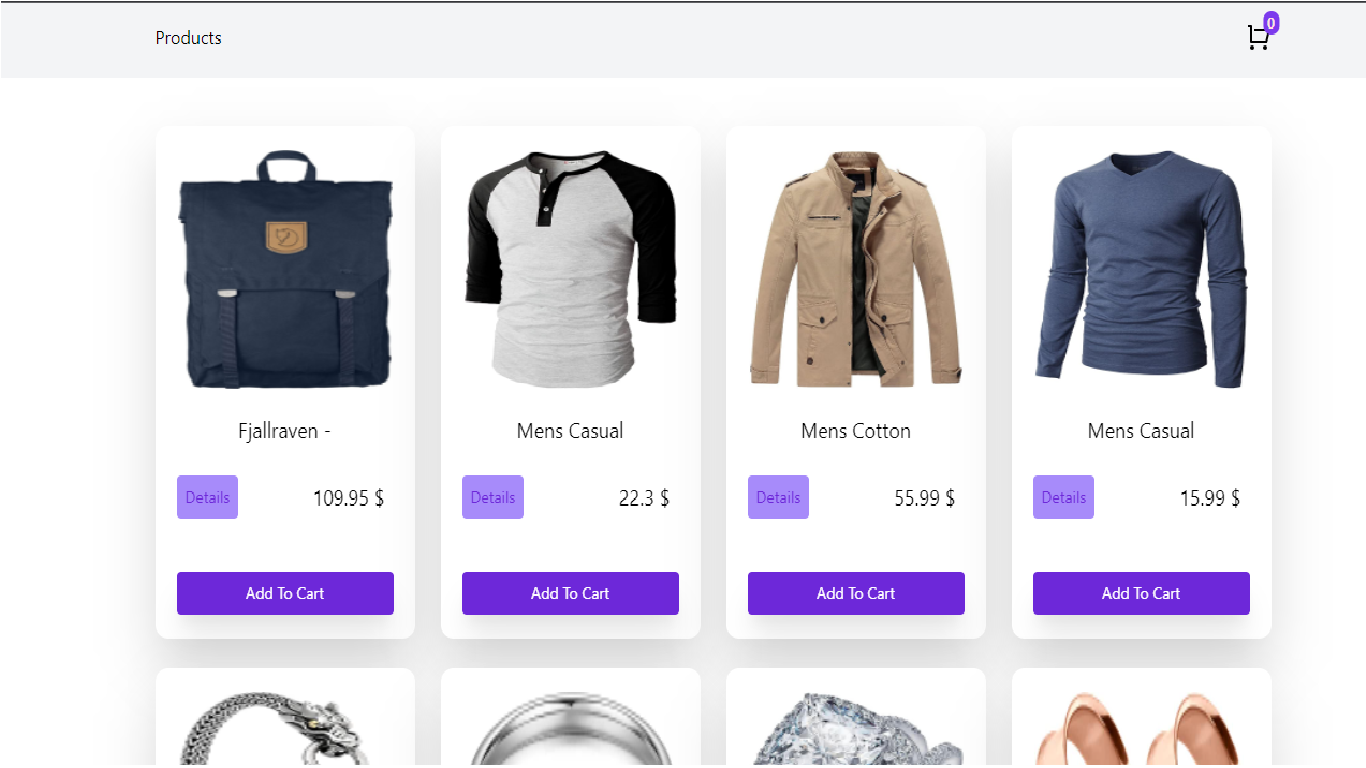 Products
0
Fjallraven -
Mens Casual
Mens Cotton
Mens Casual
Details
109.95 $
Details
22.3 $
Details
55.99 $
Details
15.99 $
Add To Cart
Add To Cart
Add To Cart
Add To Cart